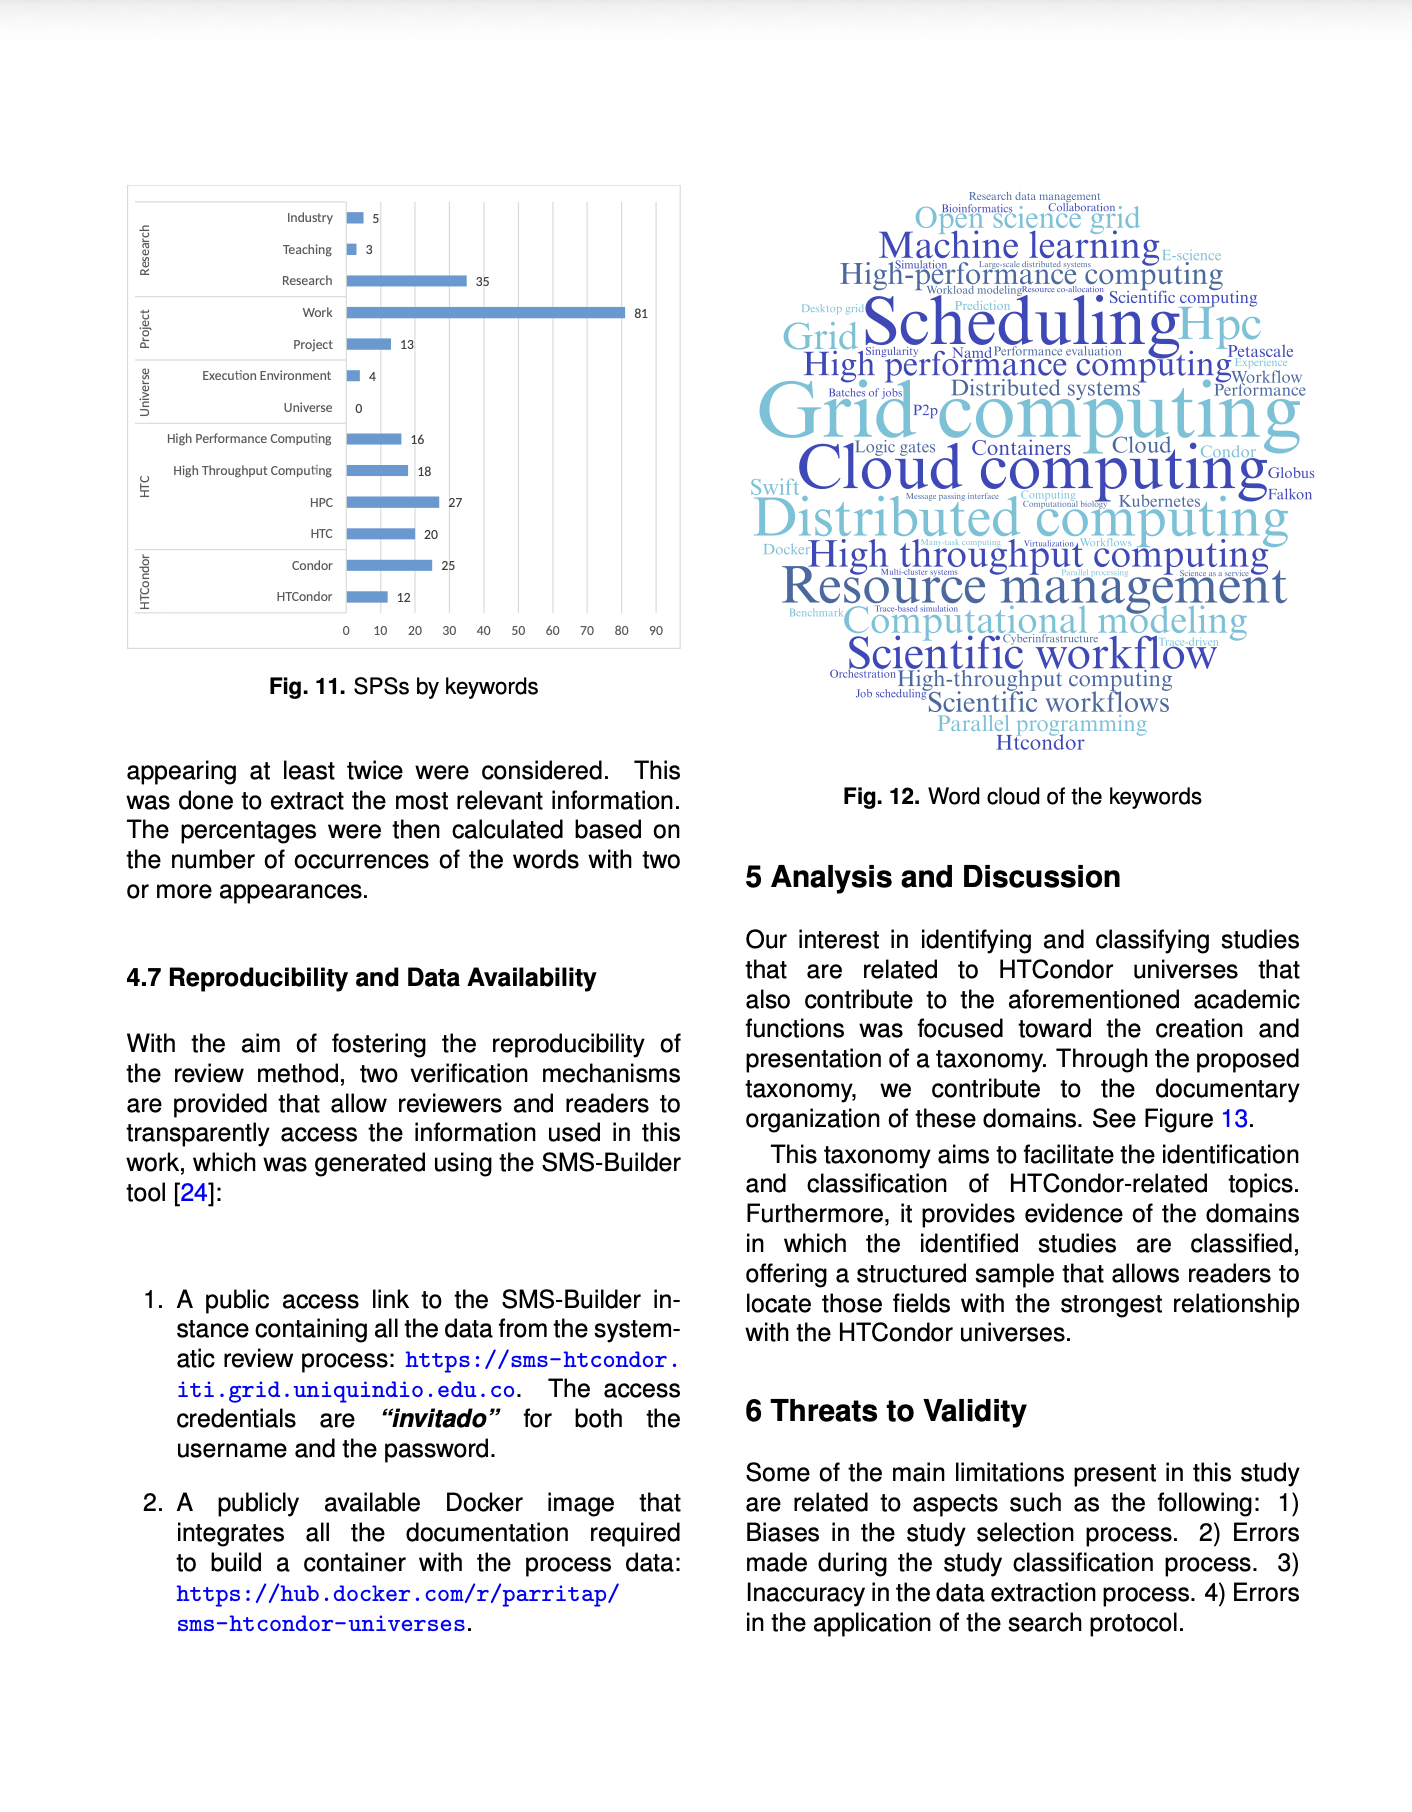 Research
Industry 5
Teaching 3
Research 35
Project
Work 81
Project 13
Universe
Execution Environment 4
Universe 0
HTC
High Performance Computing 16
High Throughput Computing 18
HPC 27
HTC 20
HTCondor
Condor 25
HTCondor 12
0 10 20 30 40 50 60 70 80 90
Fig. 11. SPSs by keywords
appearing at least twice were considered. This
was done to extract the most relevant information.
The percentages were then calculated based on
the number of occurrences of the words with two
or more appearances.
4.7 Reproducibility and Data Availability
With the aim of fostering the reproducibility of
the review method, two verification mechanisms
are provided that allow reviewers and readers to
transparently access the information used in this
work, which was generated using the SMS-Builder
tool [24]:
1. A public access link to the SMS-Builder in-
stance containing all the data from the system-
atic review process: https://sms-htcondor.
iti.grid.uniquindio.edu.co. The access
credentials are “invitado” for both the
username and the password.
2. A publicly available Docker image that
integrates all the documentation required
to build a container with the process data:
https://hub.docker.com/r/parritap/
sms-htcondor-universes.
Research data management
Bioinformatics Collaboration
Open science grid
Machine learning
E-science
Simulation Large-scale distributed systems
High-performance computing
Workload modeling Resource co-allocation
Scientific computing
Desktop grid Prediction
Scheduling
Hpc
Grid
Singularity Namd Performance evaluation
Petascale
High performance computing
Experience
Workflow
Distributed systems
Performance
Batches of jobs
P2p
Grid computing
Logic gates Containers Cloud Condor
Cloud computing
Globus
Swift
Falkon
Message passing interface Computing
Computational biology Kubernetes
Distributed computing
Many-task computing Virtualization Workflows
Docker
High throughput computing
Multi-cluster systems Parallel processing Science as a service
Resource management
Benchmark Trace-based simulation
Computational modeling
Cyberinfrastructure Trace-driven
Scientific workflow
Orchestration High-throughput computing
Job scheduling
Scientific workflows
Parallel programming
Htcondor
Fig. 12. Word cloud of the keywords
5 Analysis and Discussion
Our interest in identifying and classifying studies
that are related to HTCondor universes that
also contribute to the aforementioned academic
functions was focused toward the creation and
presentation of a taxonomy. Through the proposed
taxonomy, we contribute to the documentary
organization of these domains. See Figure 13.
This taxonomy aims to facilitate the identification
and classification of HTCondor-related topics.
Furthermore, it provides evidence of the domains
in which the identified studies are classified,
offering a structured sample that allows readers to
locate those fields with the strongest relationship
with the HTCondor universes.
6 Threats to Validity
Some of the main limitations present in this study
are related to aspects such as the following: 1)
Biases in the study selection process. 2) Errors
made during the study classification process. 3)
Inaccuracy in the data extraction process. 4) Errors
in the application of the search protocol.